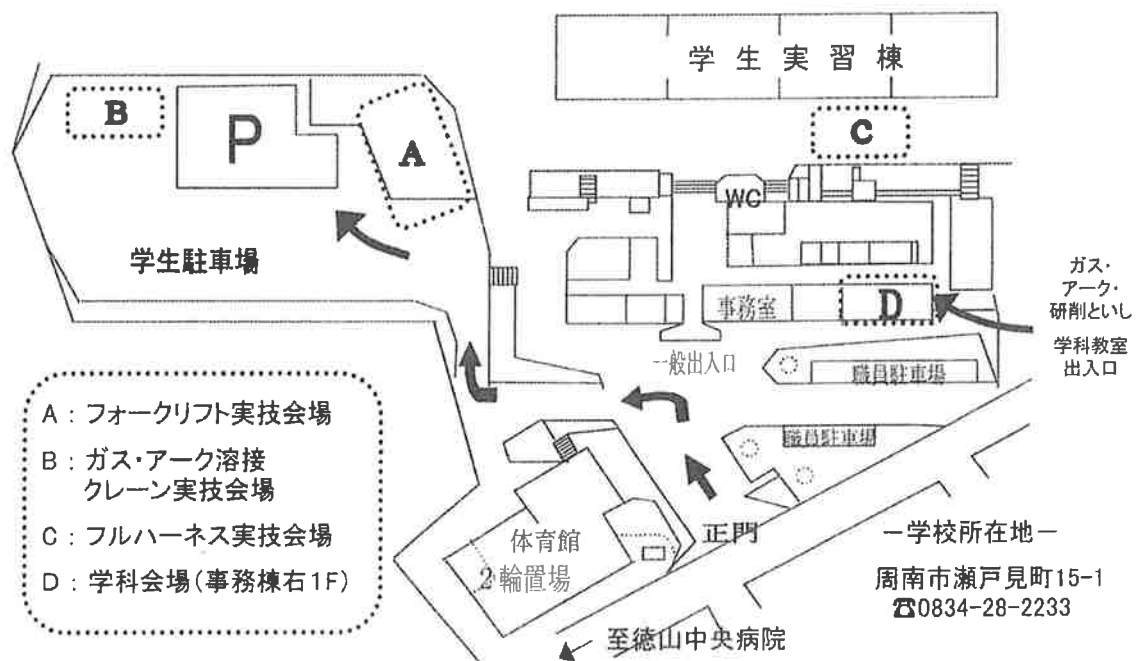 学生実習棟
B
P
A
C
WC
学生駐車場
事務室
D
ガス・
アーク・
研削といし
学科教室
出入口
一般出入口
職員駐車場
職員駐車場
A：フォークリフト実技会場
B：ガス・アーク溶接
クレーン実技会場
C：フルハーネス実技会場
D：学科会場(事務棟右1F)
体育館
2輪置場
正門
－学校所在地－
周南市瀬戸見町15-1
☎0834-28-2233
至徳山中央病院